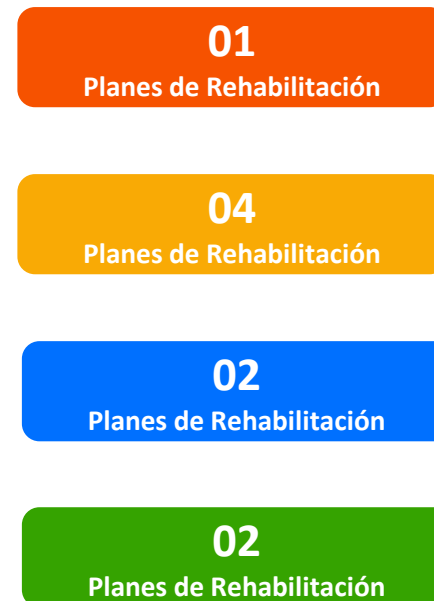 01
Planes de Rehabilitación
04
Planes de Rehabilitación
02
Planes de Rehabilitación
02
Planes de Rehabilitación